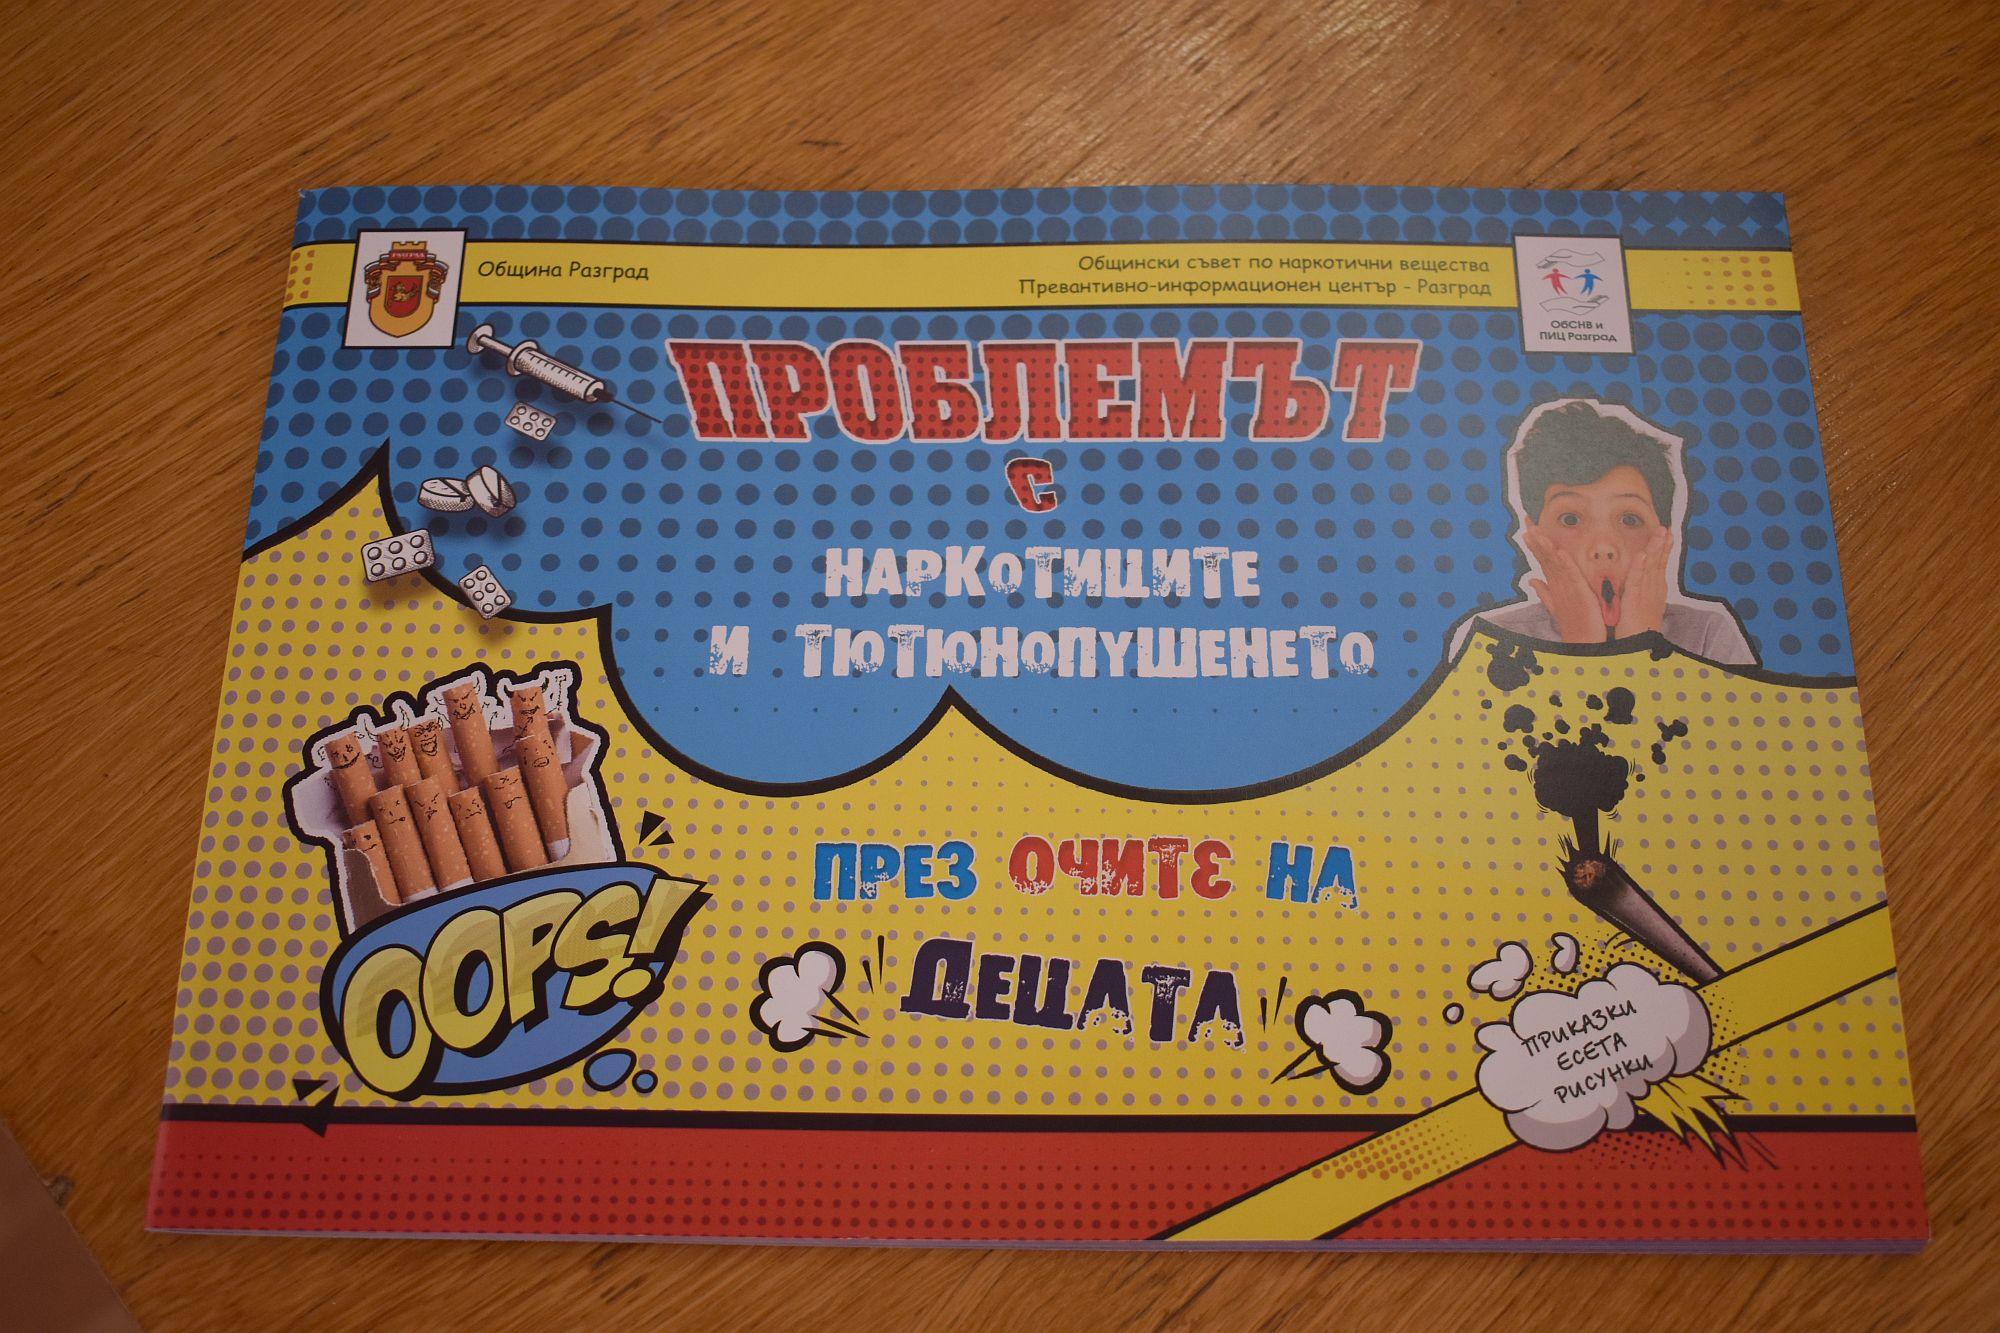 РАЗГРАД
Община Разград
Общински съвет по наркотични вещества
Превантивно-информационен център - Разград
ОбСНВ и
ПИЦ Разград
ПРОБЛЕМЪТ
С
НАРКОТИЦИТЕ
И ТЮТЮНОПУШЕНЕТО
ПРЕЗ ОЧИТЕ НА
ДЕЦАТА
OOPS!
ПРИКАЗКИ
ЕСЕТА
РИСУНКИ